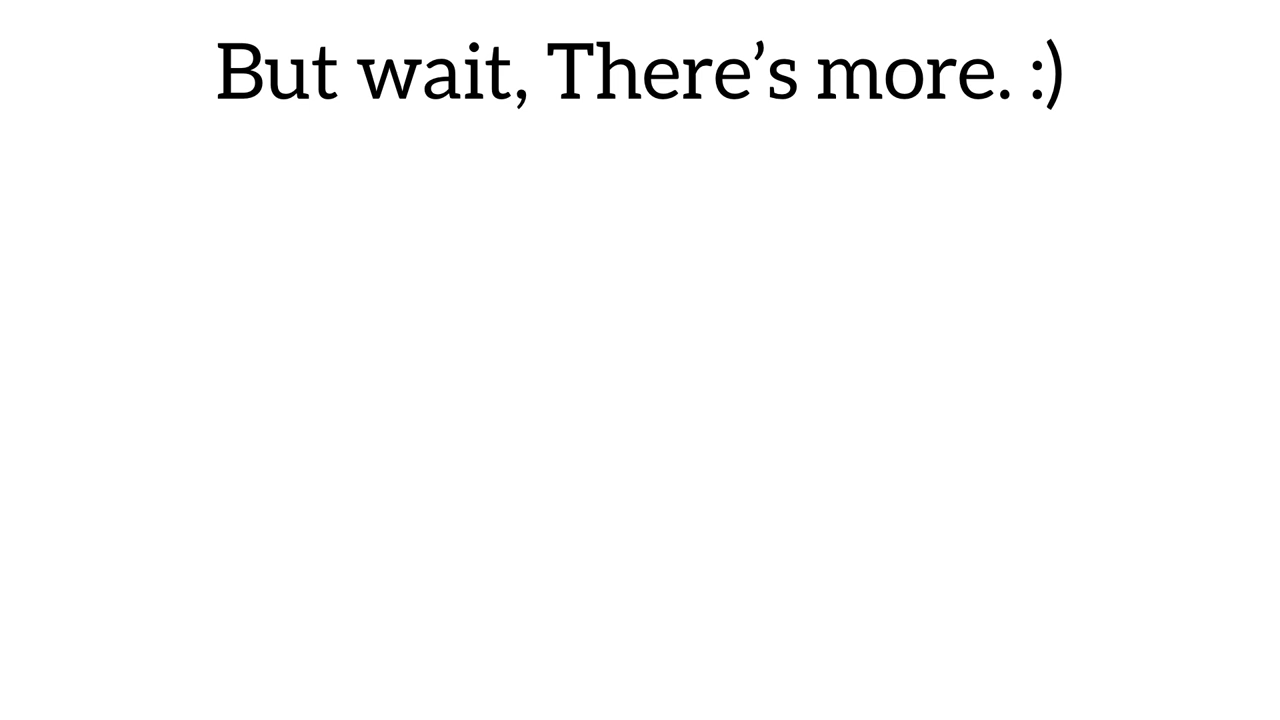 But wait, There’s more. :)